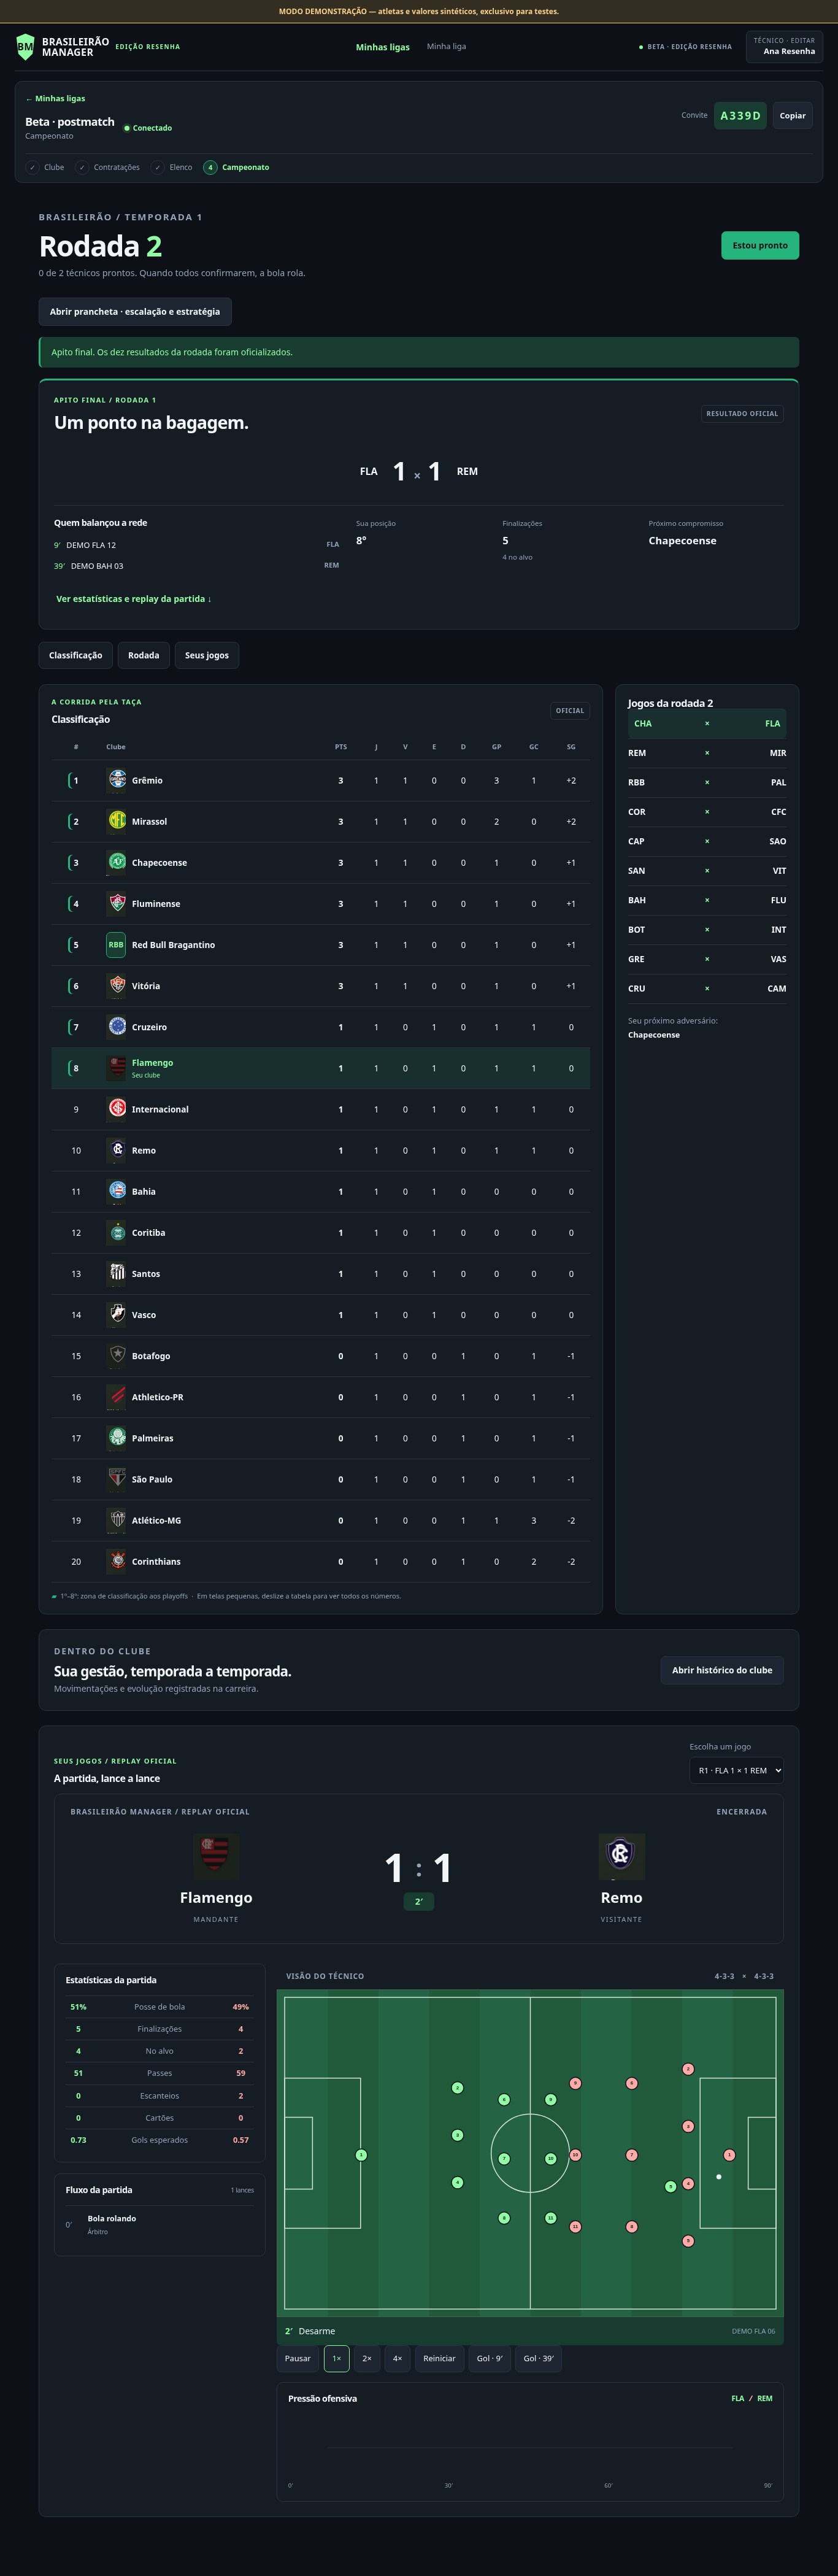 MODO DEMONSTRAÇÃO — atletas e valores sintéticos, exclusivo para testes.
BM BRASILEIRÃO MANAGER EDIÇÃO RESENHA
Minhas ligas Minha liga
BETA · EDIÇÃO RESENHA
TÉCNICO · EDITAR
Ana Resenha
← Minhas ligas
Beta · postmatch Conectado
Campeonato
Convite A339D Copiar
✓ Clube ✓ Contratações ✓ Elenco 4 Campeonato
BRASILEIRÃO / TEMPORADA 1
Rodada 2
0 de 2 técnicos prontos. Quando todos confirmarem, a bola rola.
Estou pronto
Abrir prancheta · escalação e estratégia
Apito final. Os dez resultados da rodada foram oficializados.
APITO FINAL / RODADA 1
Um ponto na bagagem.
RESULTADO OFICIAL
FLA 1 × 1 REM
Quem balançou a rede
9′ DEMO FLA 12 FLA
39′ DEMO BAH 03 REM
Sua posição
8º
Finalizações
5
4 no alvo
Próximo compromisso
Chapecoense
Ver estatísticas e replay da partida ↓
Classificação Rodada Seus jogos
A CORRIDA PELA TAÇA
Classificação
OFICIAL
# Clube PTS J V E D GP GC SG
1 Grêmio 3 1 1 0 0 3 1 +2
2 Mirassol 3 1 1 0 0 2 0 +2
3 Chapecoense 3 1 1 0 0 1 0 +1
4 Fluminense 3 1 1 0 0 1 0 +1
5 RBB Red Bull Bragantino 3 1 1 0 0 1 0 +1
6 Vitória 3 1 1 0 0 1 0 +1
7 Cruzeiro 1 1 0 1 0 1 1 0
8 Flamengo 1 1 0 1 0 1 1 0
Seu clube
9 Internacional 1 1 0 1 0 1 1 0
10 Remo 1 1 0 1 0 1 1 0
11 Bahia 1 1 0 1 0 0 0 0
12 Coritiba 1 1 0 1 0 0 0 0
13 Santos 1 1 0 1 0 0 0 0
14 Vasco 1 1 0 1 0 0 0 0
15 Botafogo 0 1 0 0 1 0 1 -1
16 Athletico-PR 0 1 0 0 1 0 1 -1
17 Palmeiras 0 1 0 0 1 0 1 -1
18 São Paulo 0 1 0 0 1 0 1 -1
19 Atlético-MG 0 1 0 0 1 1 3 -2
20 Corinthians 0 1 0 0 1 0 2 -2
1º–8º: zona de classificação aos playoffs · Em telas pequenas, deslize a tabela para ver todos os números.
Jogos da rodada 2
CHA × FLA
REM × MIR
RBB × PAL
COR × CFC
CAP × SAO
SAN × VIT
BAH × FLU
BOT × INT
GRE × VAS
CRU × CAM
Seu próximo adversário:
Chapecoense
DENTRO DO CLUBE
Sua gestão, temporada a temporada.
Movimentações e evolução registradas na carreira.
Abrir histórico do clube
SEUS JOGOS / REPLAY OFICIAL
A partida, lance a lance
Escolha um jogo
R1 · FLA 1 × 1 REM
BRASILEIRÃO MANAGER / REPLAY OFICIAL ENCERRADA
Flamengo
MANDANTE
1 : 1
2′
Remo
VISITANTE
Estatísticas da partida
51% Posse de bola 49%
5 Finalizações 4
4 No alvo 2
51 Passes 59
0 Escanteios 2
0 Cartões 0
0.73 Gols esperados 0.57
Fluxo da partida 1 lances
0′ Bola rolando
Árbitro
VISÃO DO TÉCNICO 4-3-3 × 4-3-3
2′ Desarme DEMO FLA 06
Pausar 1× 2× 4× Reiniciar Gol · 9′ Gol · 39′
Pressão ofensiva FLA / REM
0′ 30′ 60′ 90′